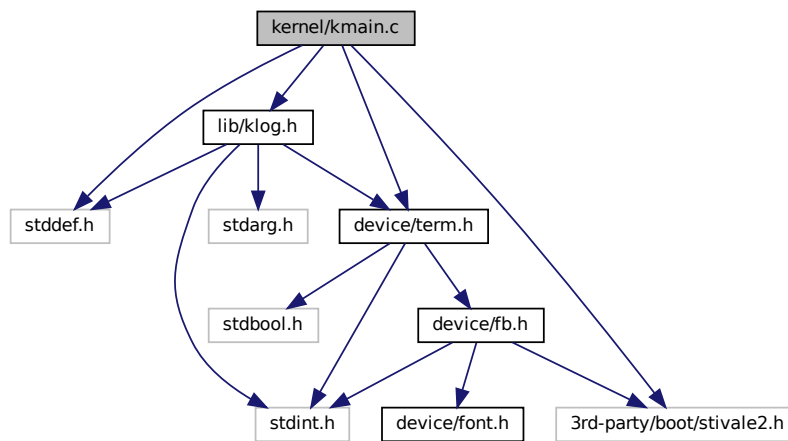 kernel/kmain.c
lib/klog.h
stddef.h
stdarg.h
device/term.h
stdbool.h
device/fb.h
stdint.h
device/font.h
3rd-party/boot/stivale2.h